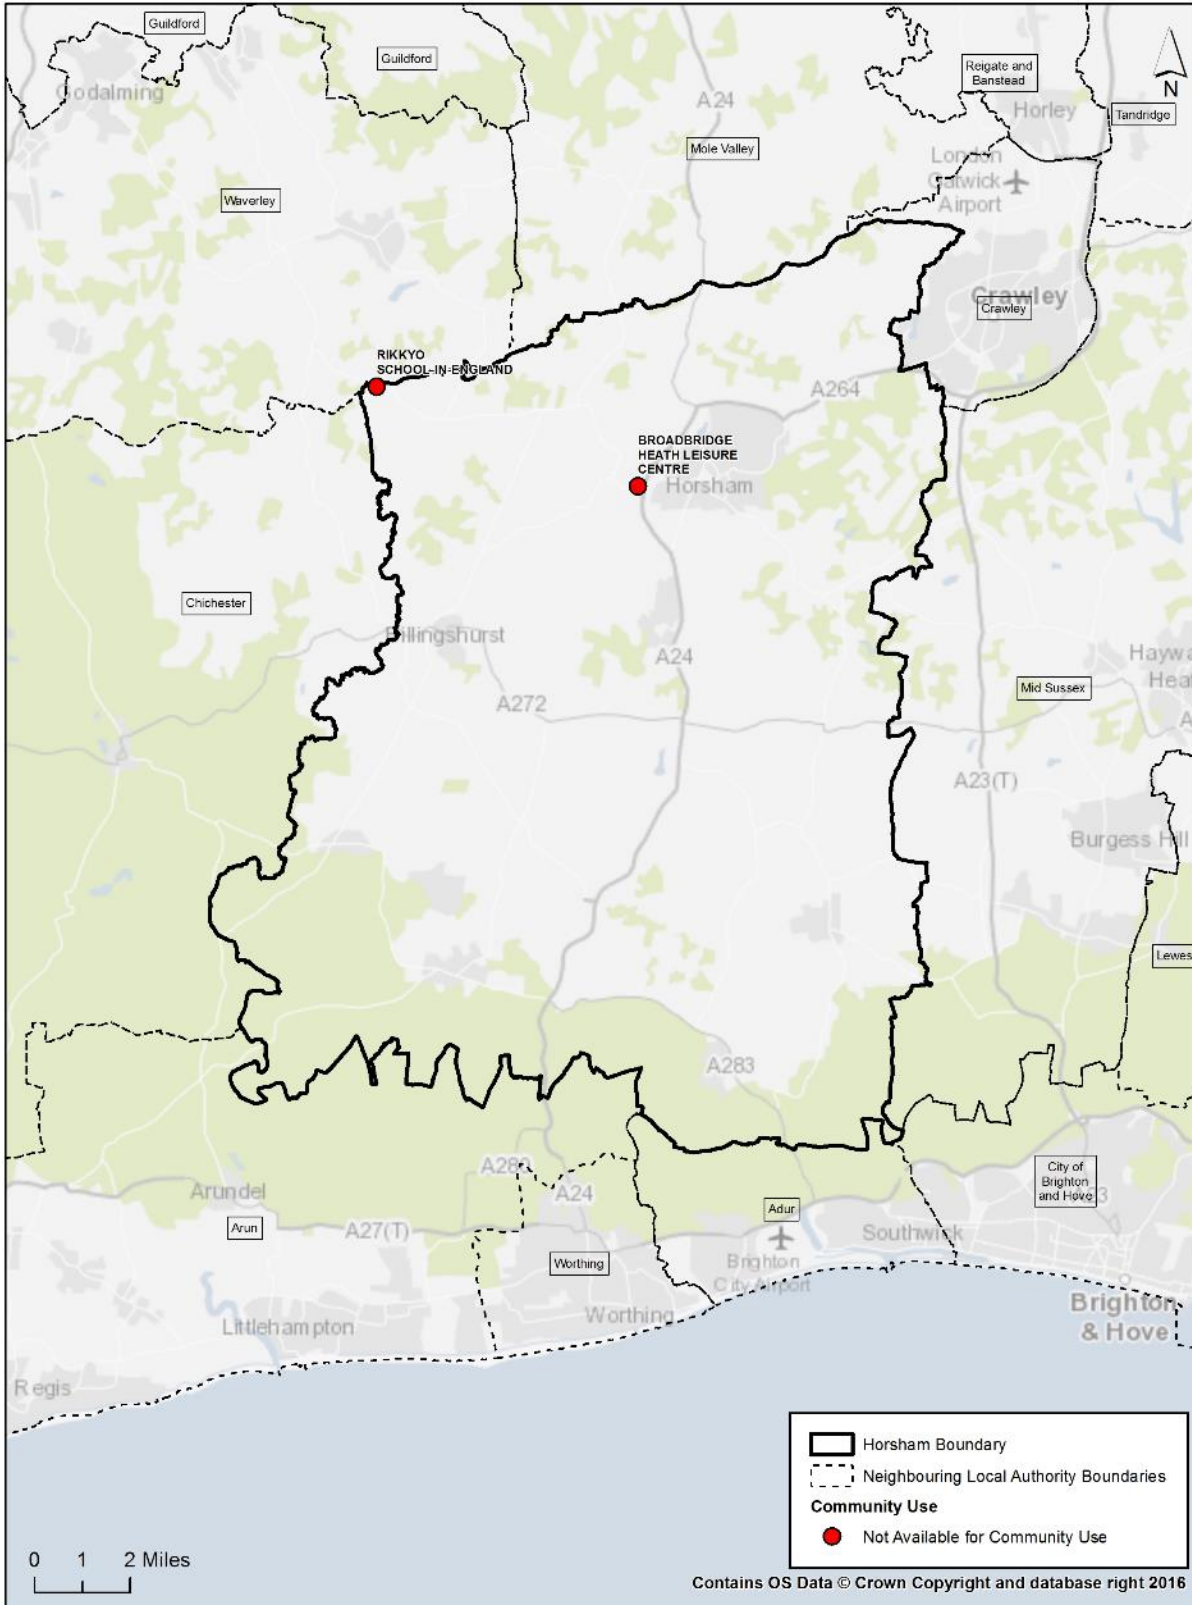 Guildford
Guildford
Godalming
Reigate and
Banstead
N
A24
Horley
Tandridge
Mole Valley
London
Gatwick
Airport
Waverley
Crawley
Crawley
RIKKYO
SCHOOL-IN-ENGLAND
A264
BROADBRIDGE
HEATH LEISURE
CENTRE
Horsham
Chichester
Billingshurst
A24
Mid Sussex
A272
A23(T)
Burgess Hill
Lewes
A283
A280
Arundel
A24
City of
Brighton
and Hove
Arun
A27(T)
Adur
Southwick
Worthing
Brighton
City Airport
Littlehampton
Worthing
Brighton
& Hove
Regis
Horsham Boundary
Neighbouring Local Authority Boundaries
Community Use
Not Available for Community Use
0 1 2 Miles
Contains OS Data © Crown Copyright and database right 2016